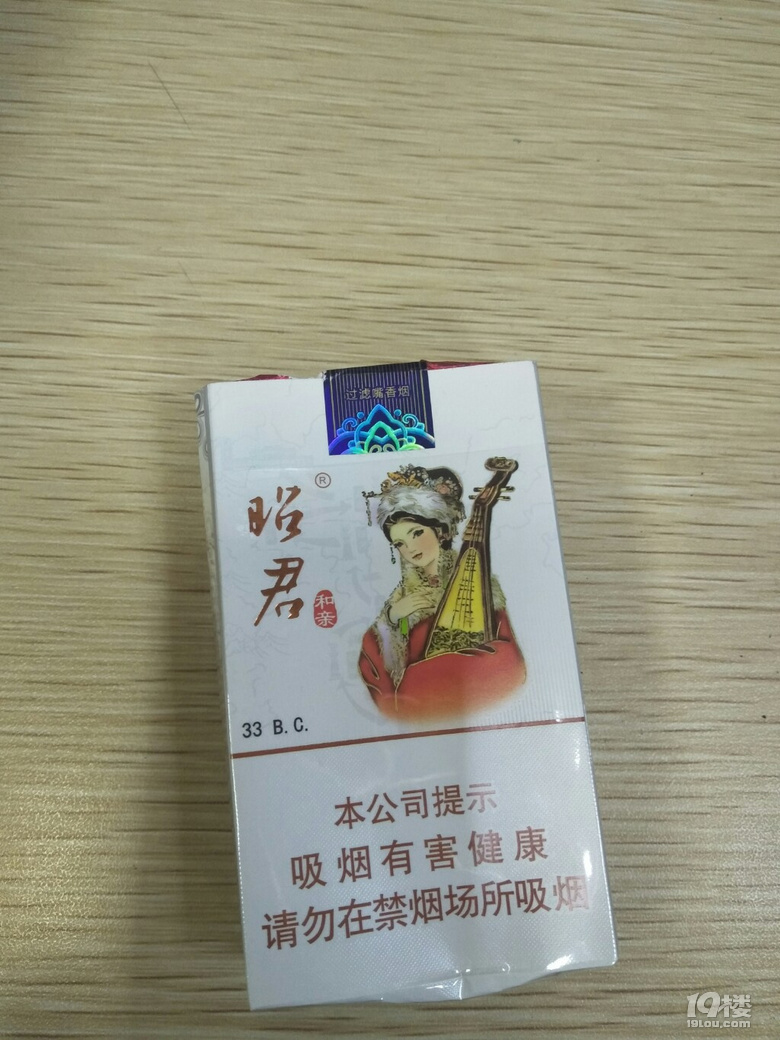 过滤嘴香烟
昭君
®
和亲
33 B.C.
本公司提示
吸烟有害健康
请勿在禁烟场所吸烟
19楼
19lou.com